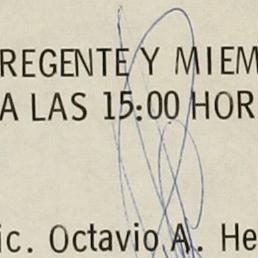 REGENTE Y MIEM
A LAS 15:00 HOR
ic. Octavio A. He